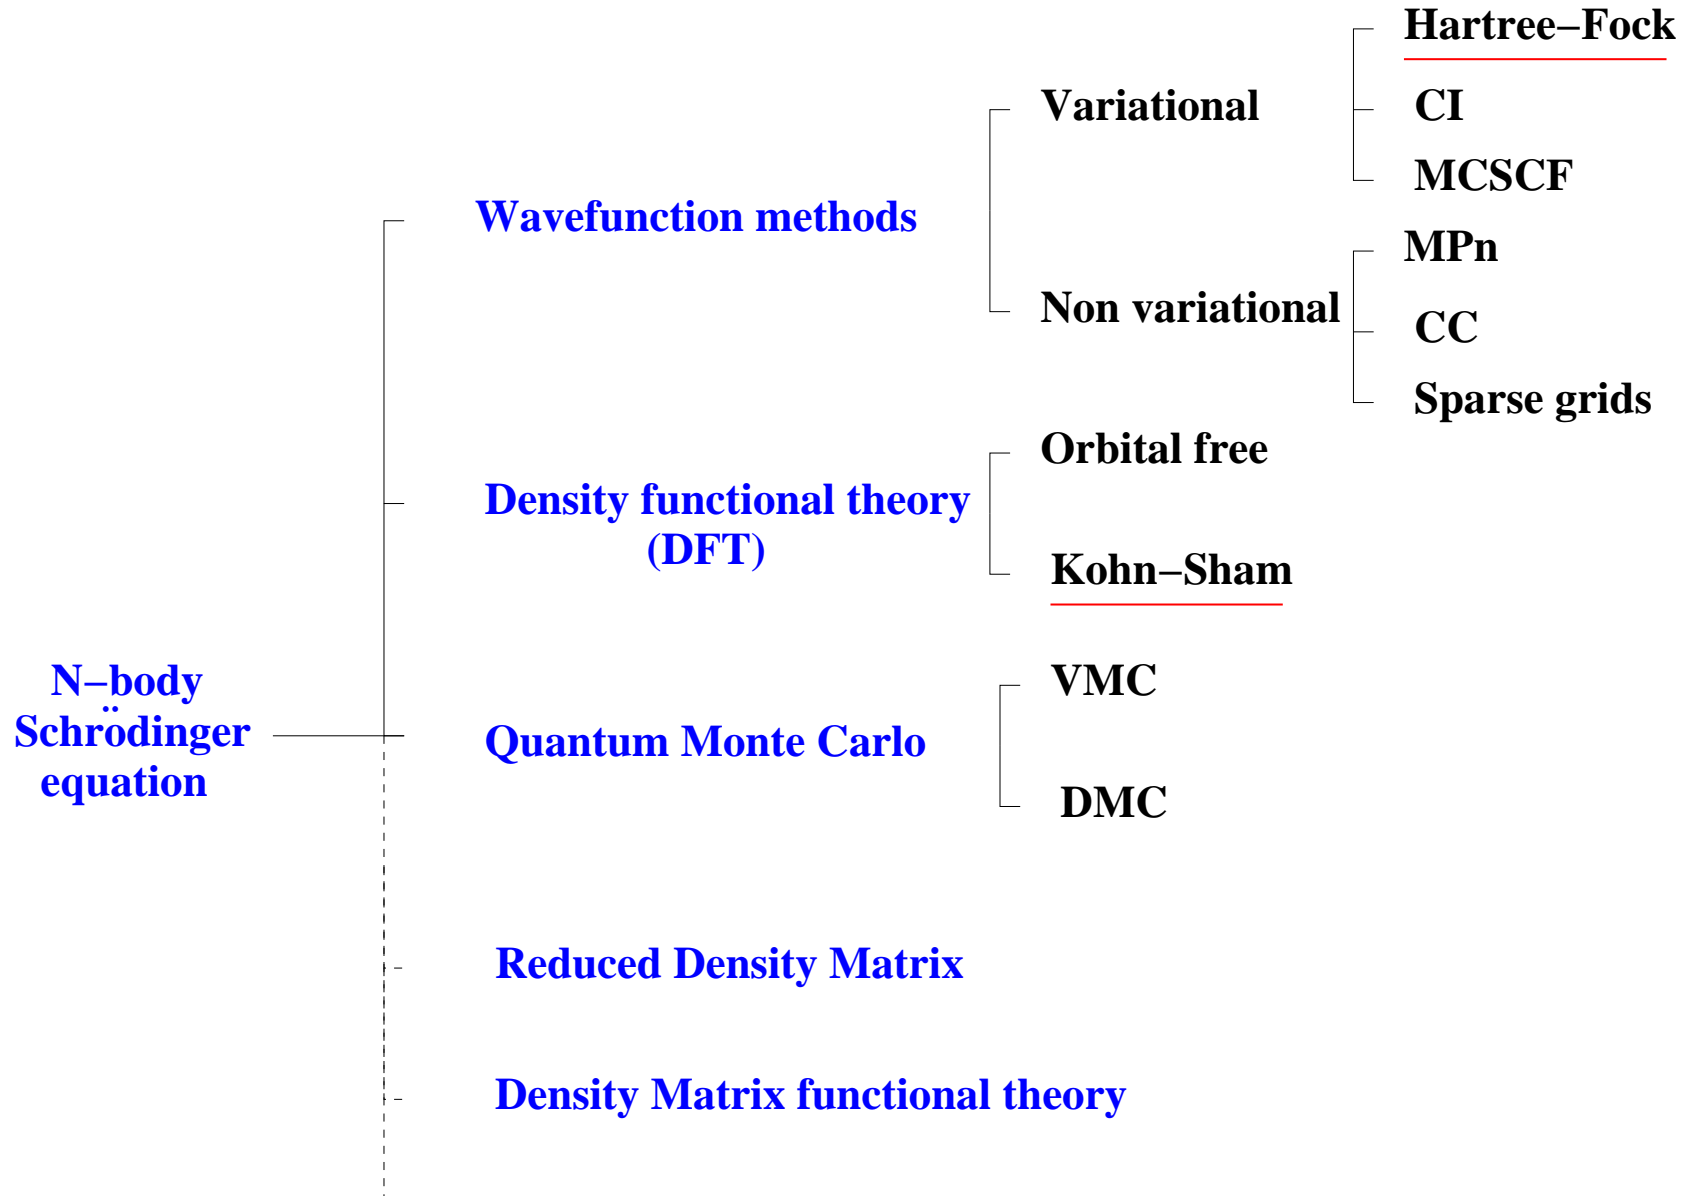 Hartree–Fock
Variational
CI
MCSCF
Wavefunction methods
MPn
Non variational
CC
Sparse grids
Orbital free
Density functional theory
(DFT)
Kohn–Sham
N–body
Schrödinger
equation
VMC
Quantum Monte Carlo
DMC
Reduced Density Matrix
Density Matrix functional theory